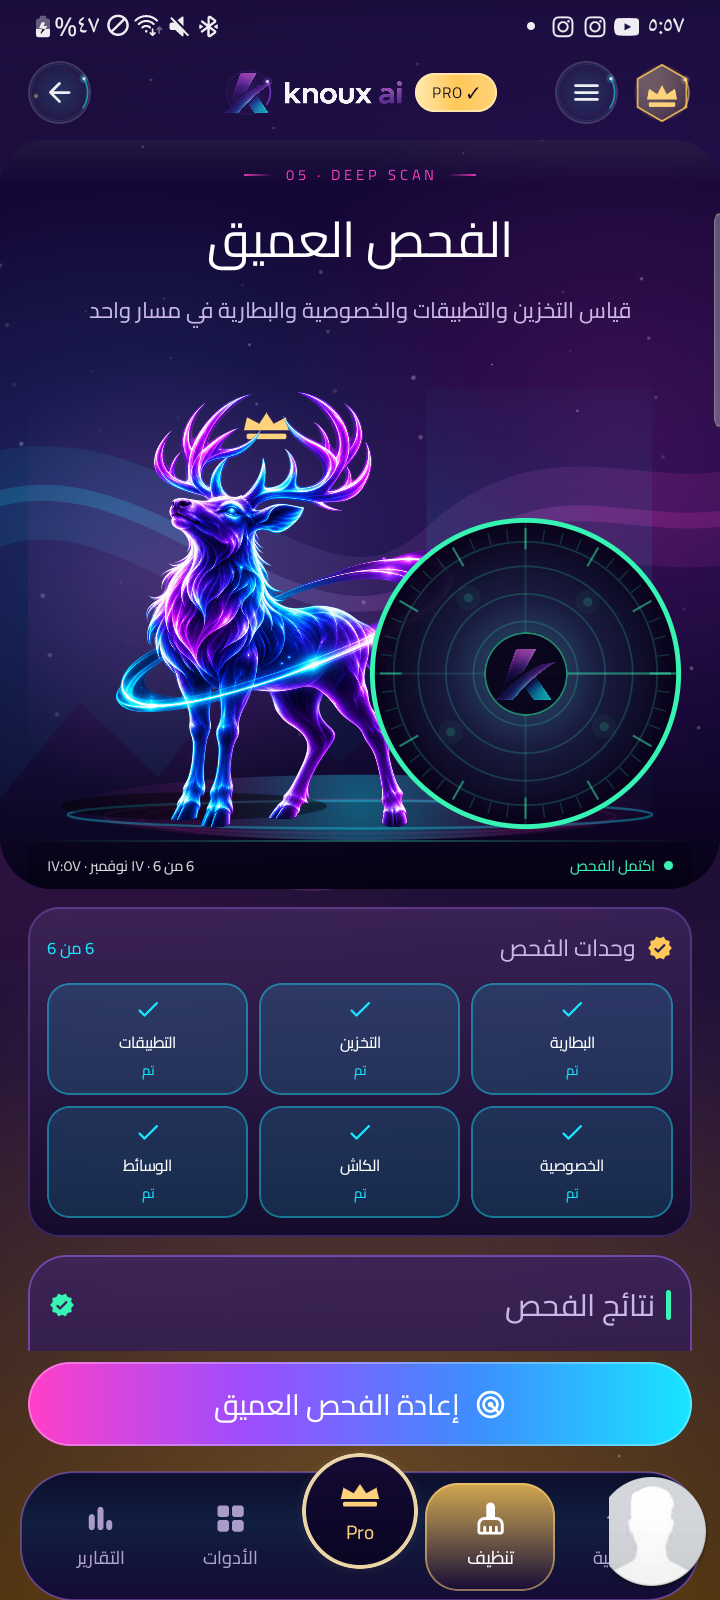 %٤٧
٥:٥٧
knoux ai
PRO ✓
05 · DEEP SCAN
الفحص العميق
قياس التخزين والتطبيقات والخصوصية والبطارية في مسار واحد
اكتمل الفحص
6 من 6 · ١٧ نوفمبر · ١٧:٥٧
وحدات الفحص
6 من 6
البطارية
تم
التخزين
تم
التطبيقات
تم
الخصوصية
تم
الكاش
تم
الوسائط
تم
نتائج الفحص
إعادة الفحص العميق
تنظيف
Pro
الأدوات
التقارير